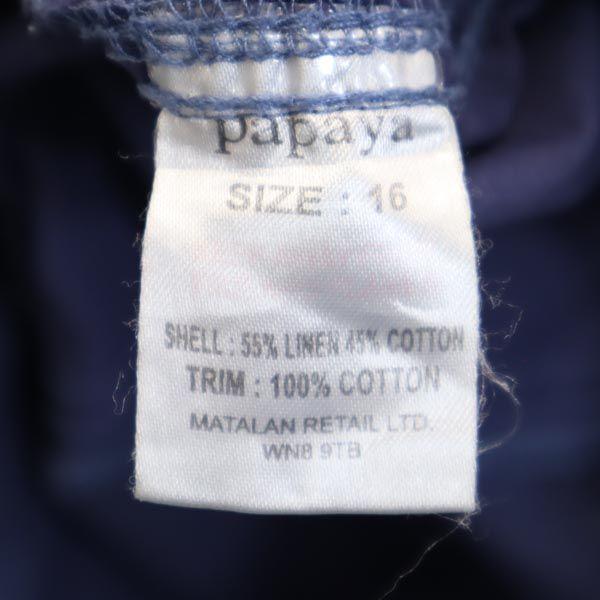 papaya
SIZE : 16
SHELL : 55% LINEN 45% COTTON
TRIM : 100% COTTON
MATALAN RETAIL LTD.
WN8 9TB